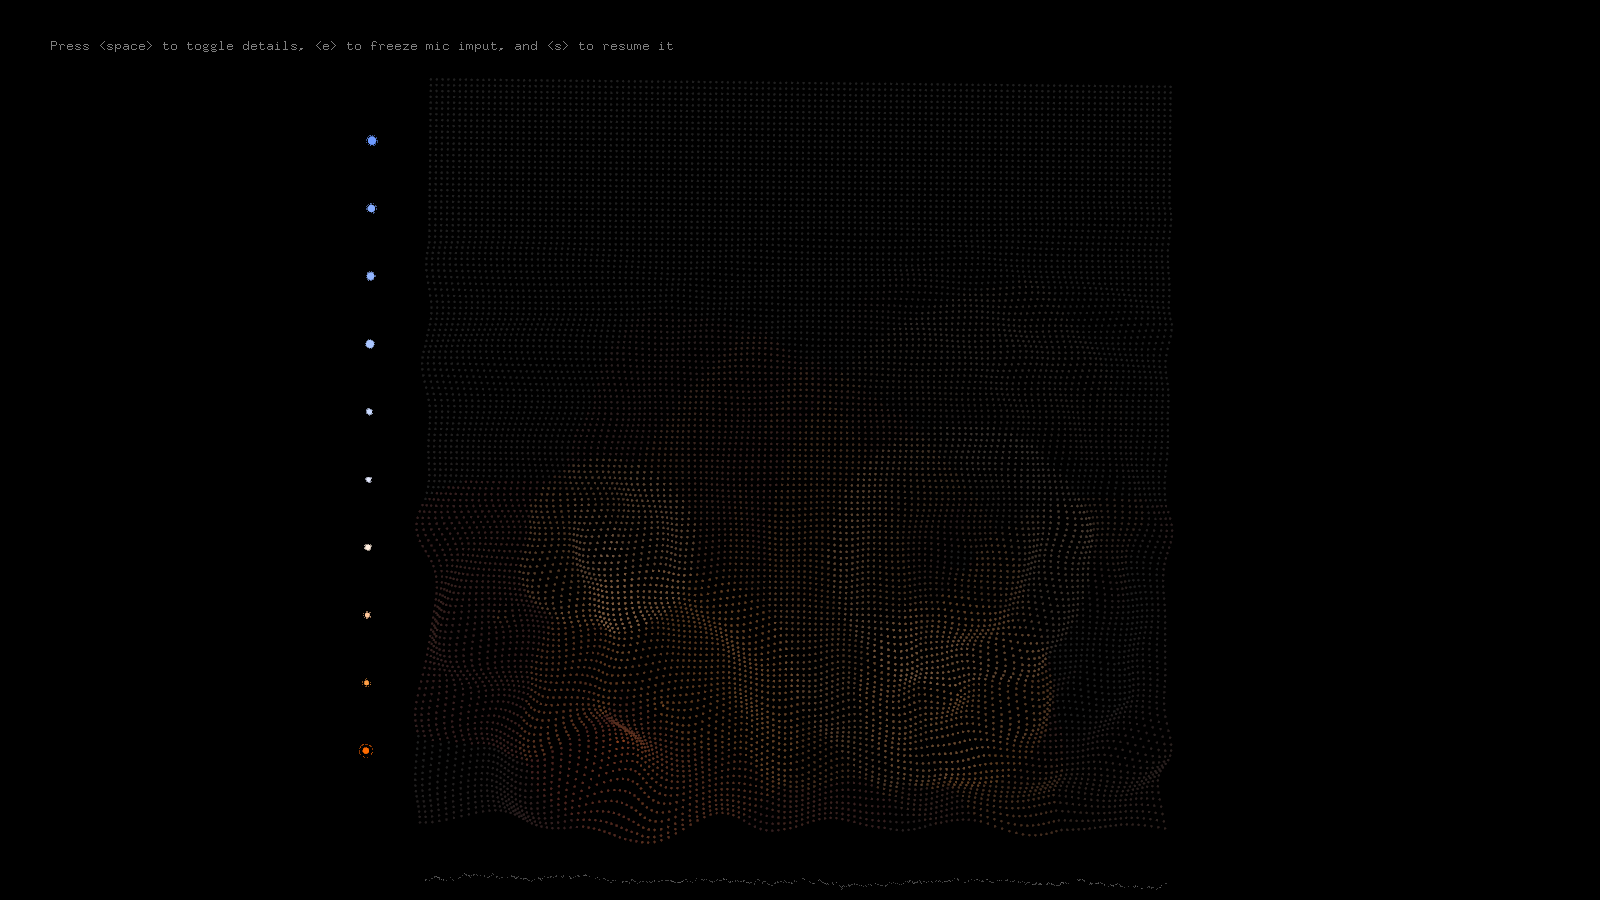 Press <space> to toggle details, <e> to freeze mic imput, and <s> to resume it